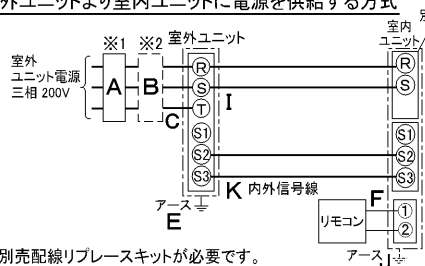 外ユニットより室内ユニットに電源を供給する方式
※1 ※2 室外ユニット
室内
ユニット
室外
ユニット電源
三相 200V
A B C
R
S
T
S1
S2
S3
I
R
S
S1
S2
S3
K 内外信号線
アース
E
F
リモコン
①
②
アース
J
別売配線リプレースキットが必要です。